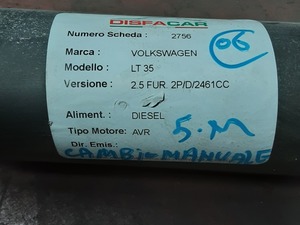 DISFACAR
Numero Scheda : 2756
06
Marca : VOLKSWAGEN
Modello : LT 35
Versione : 2.5 FUR. 2P/D/2461CC
Aliment. : DIESEL
Tipo Motore: AVR
5.M
Dir. Emis.:
CAMBIO MANUALE